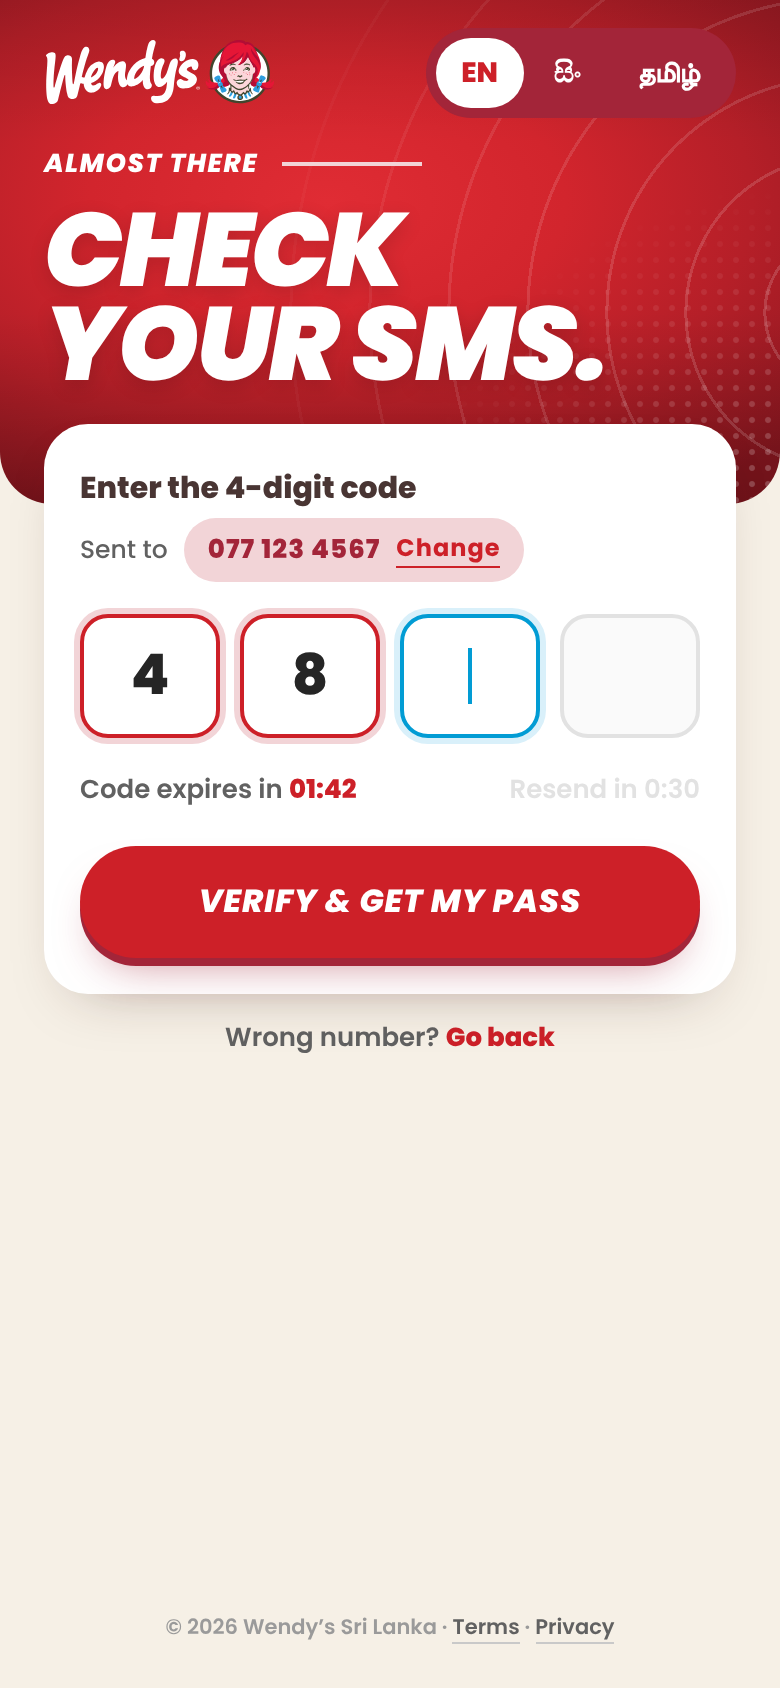 Wendy's
EN සිං தமிழ்
ALMOST THERE
CHECK
YOUR SMS.
Enter the 4-digit code
Sent to 077 123 4567 Change
4 8
Code expires in 01:42 Resend in 0:30
VERIFY & GET MY PASS
Wrong number? Go back
© 2026 Wendy’s Sri Lanka · Terms · Privacy